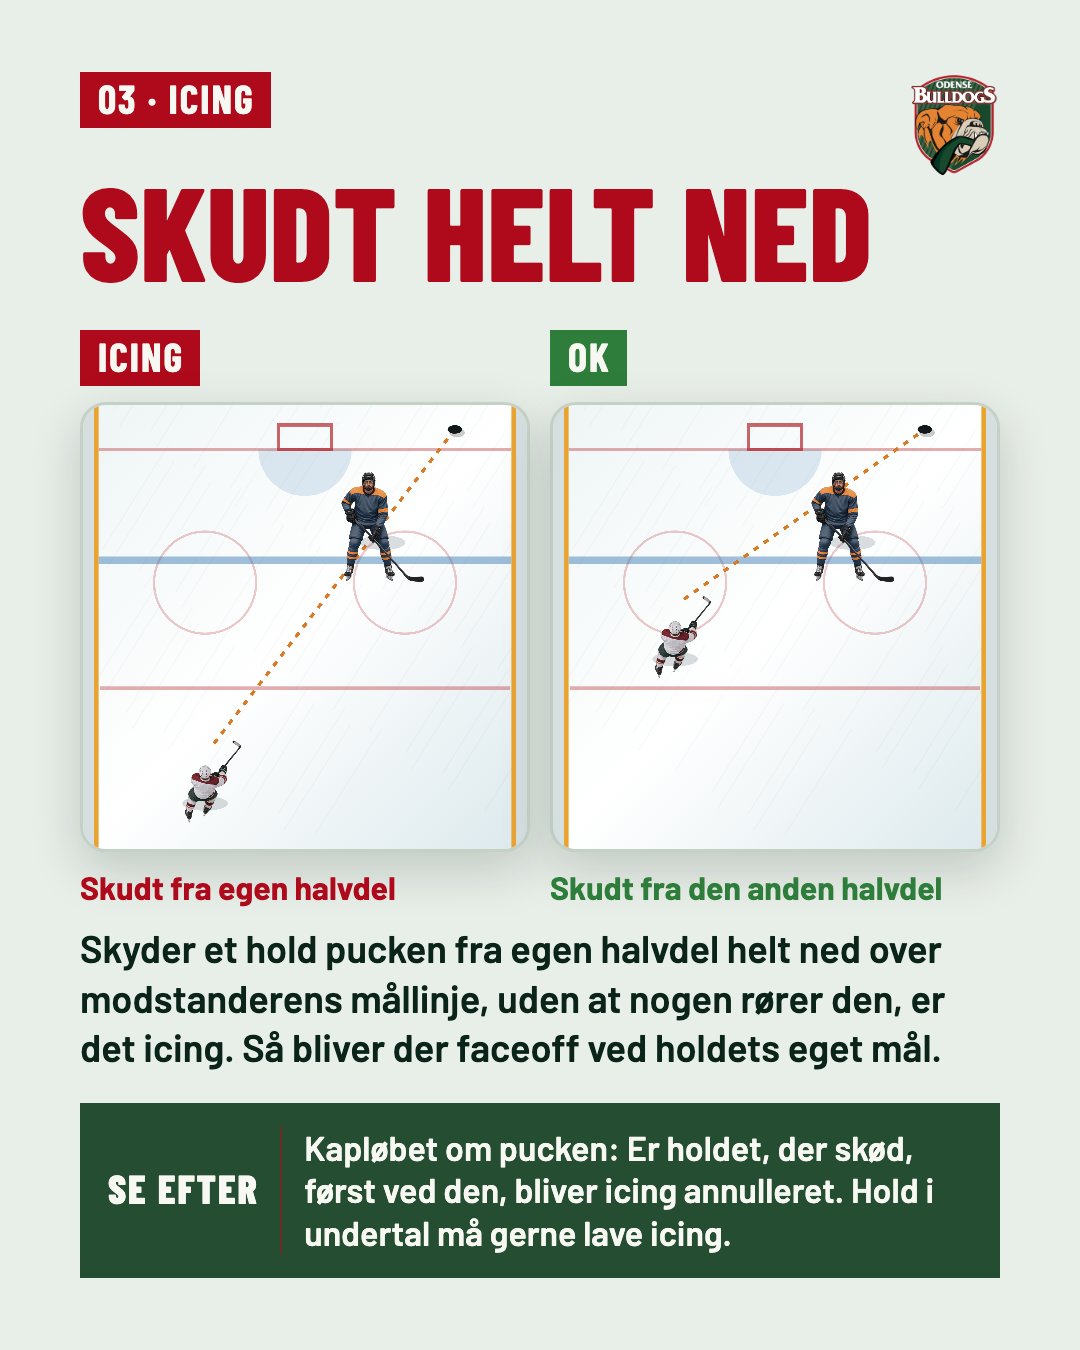 03 · ICING
ODENSE
BULLDOGS
SKUDT HELT NED
ICING
OK
Skudt fra egen halvdel
Skudt fra den anden halvdel
Skyder et hold pucken fra egen halvdel helt ned over
modstanderens mållinje, uden at nogen rører den, er
det icing. Så bliver der faceoff ved holdets eget mål.
SE EFTER
Kapløbet om pucken: Er holdet, der skød,
først ved den, bliver icing annulleret. Hold i
undertal må gerne lave icing.